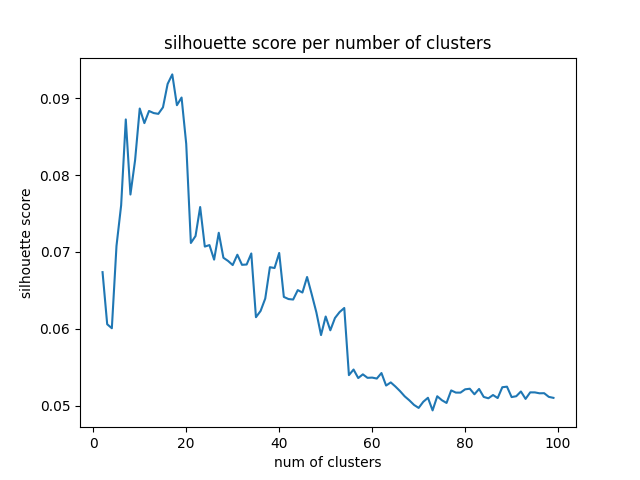 silhouette score per number of clusters
0.09
0.08
0.07
0.06
0.05
silhouette score
0 20 40 60 80 100
num of clusters